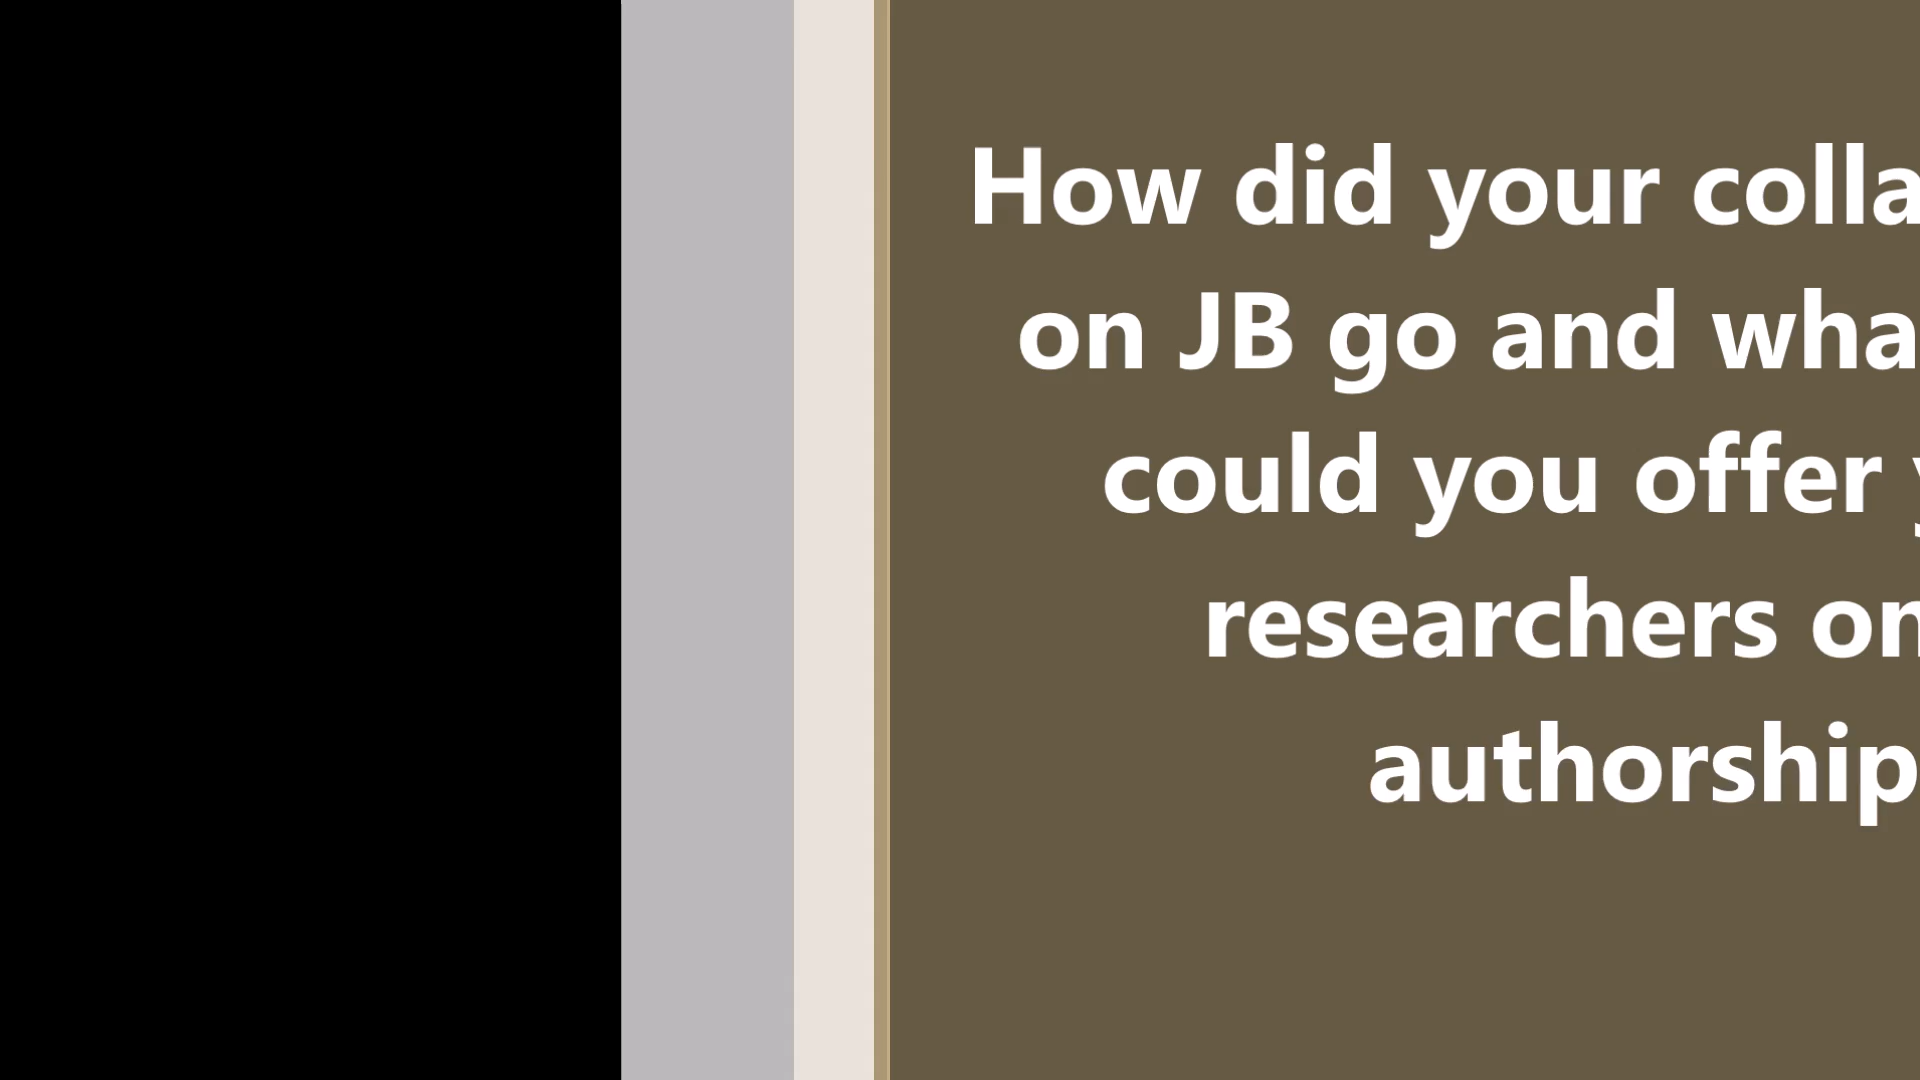 How did your colla
on JB go and wha
could you offer
researchers on
authorship